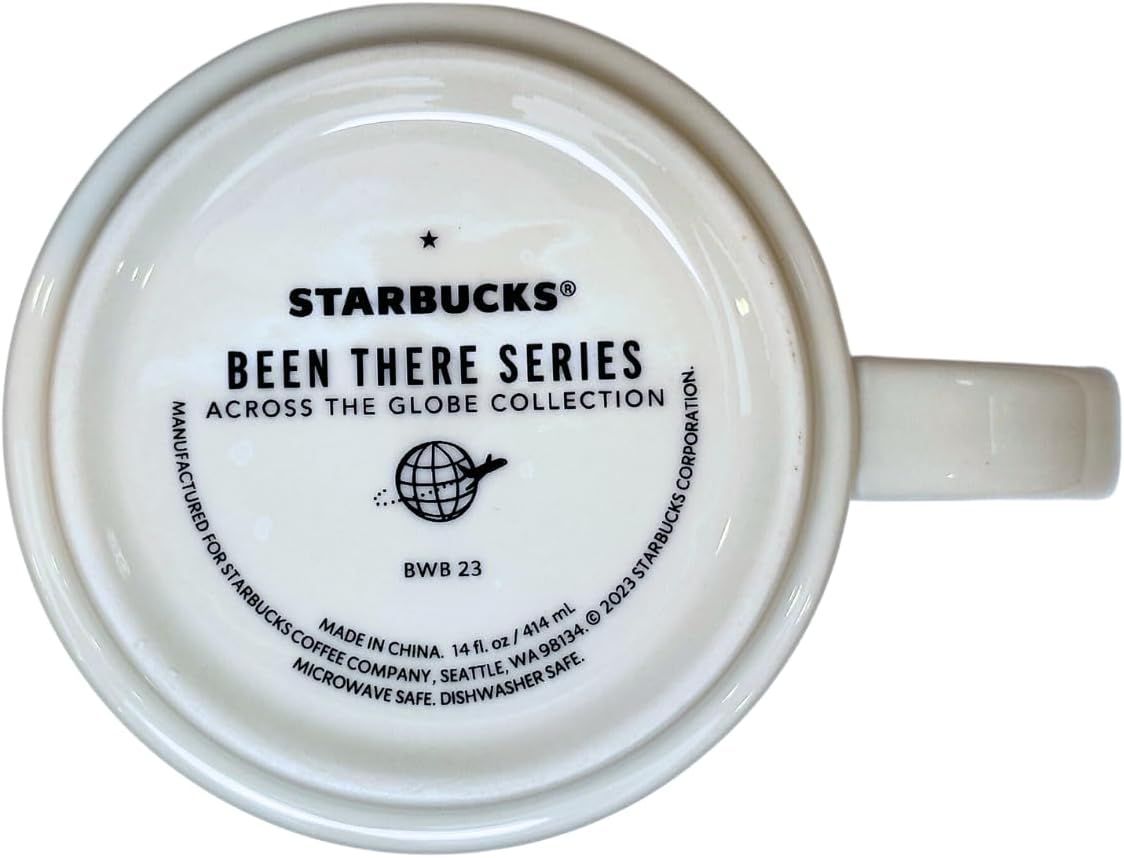 STARBUCKS®
BEEN THERE SERIES
ACROSS THE GLOBE COLLECTION
BWB 23
MADE IN CHINA. 14 fl. oz / 414 mL
MANUFACTURED FOR STARBUCKS COFFEE COMPANY, SEATTLE, WA 98134. © 2023 STARBUCKS CORPORATION.
MICROWAVE SAFE. DISHWASHER SAFE.